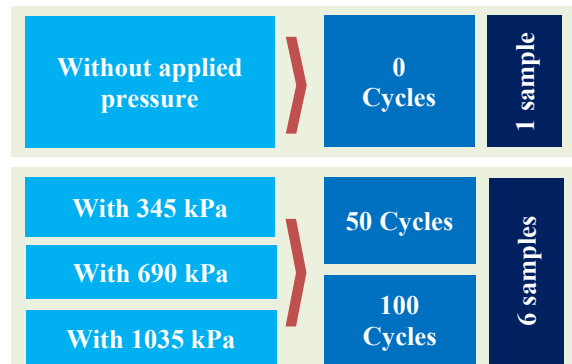 Without applied
pressure
0
Cycles
1 sample
With 345 kPa
With 690 kPa
With 1035 kPa
50 Cycles
100
Cycles
6 samples